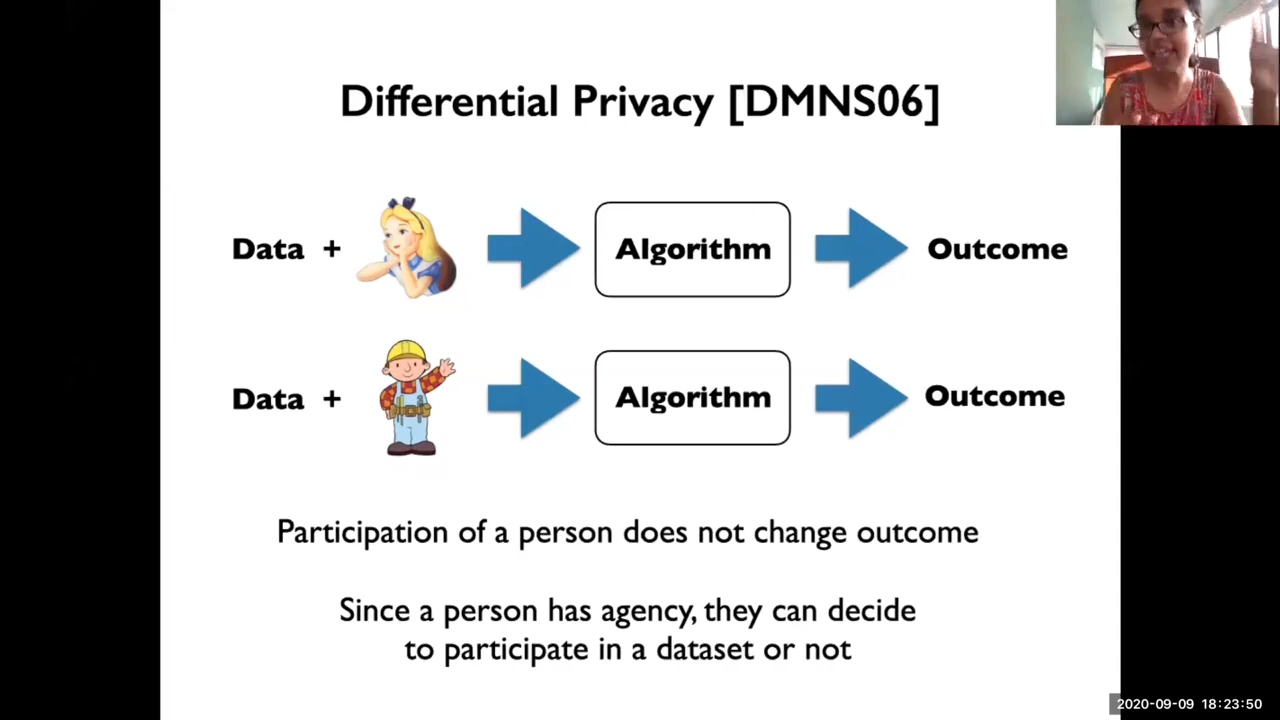 Differential Privacy [DMNS06]
Data +
Algorithm
Outcome
Data +
Algorithm
Outcome
Participation of a person does not change outcome
Since a person has agency, they can decide
to participate in a dataset or not
2020-09-09 18:23:50